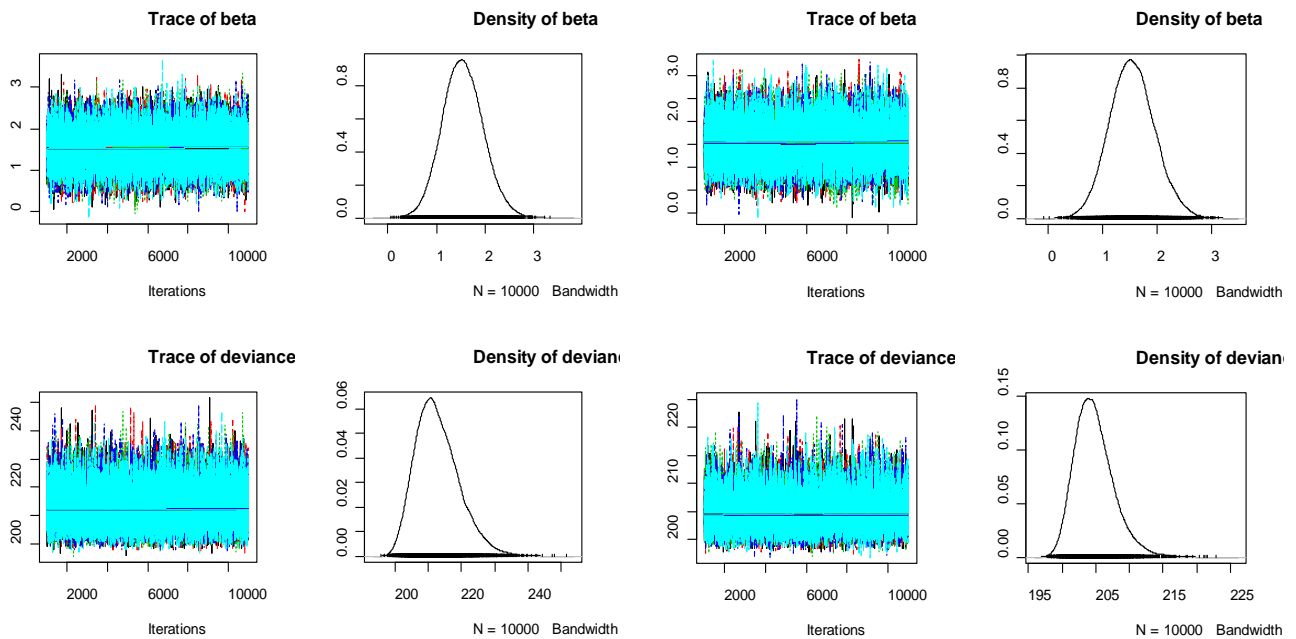 Trace of beta
3
2
1
0
2000 6000 10000
Iterations
Density of beta
0.8
0.4
0.0
0 1 2 3
N = 10000 Bandwidth
Trace of beta
3.0
2.0
1.0
0.0
2000 6000 10000
Iterations
Density of beta
0.8
0.4
0.0
0 1 2 3
N = 10000 Bandwidth
Trace of deviance
240
220
200
2000 6000 10000
Iterations
Density of devian
0.06
0.04
0.02
0.00
200 220 240
N = 10000 Bandwidth
Trace of deviance
220
210
200
2000 6000 10000
Iterations
Density of devian
0.15
0.10
0.05
0.00
195 205 215 225
N = 10000 Bandwidth